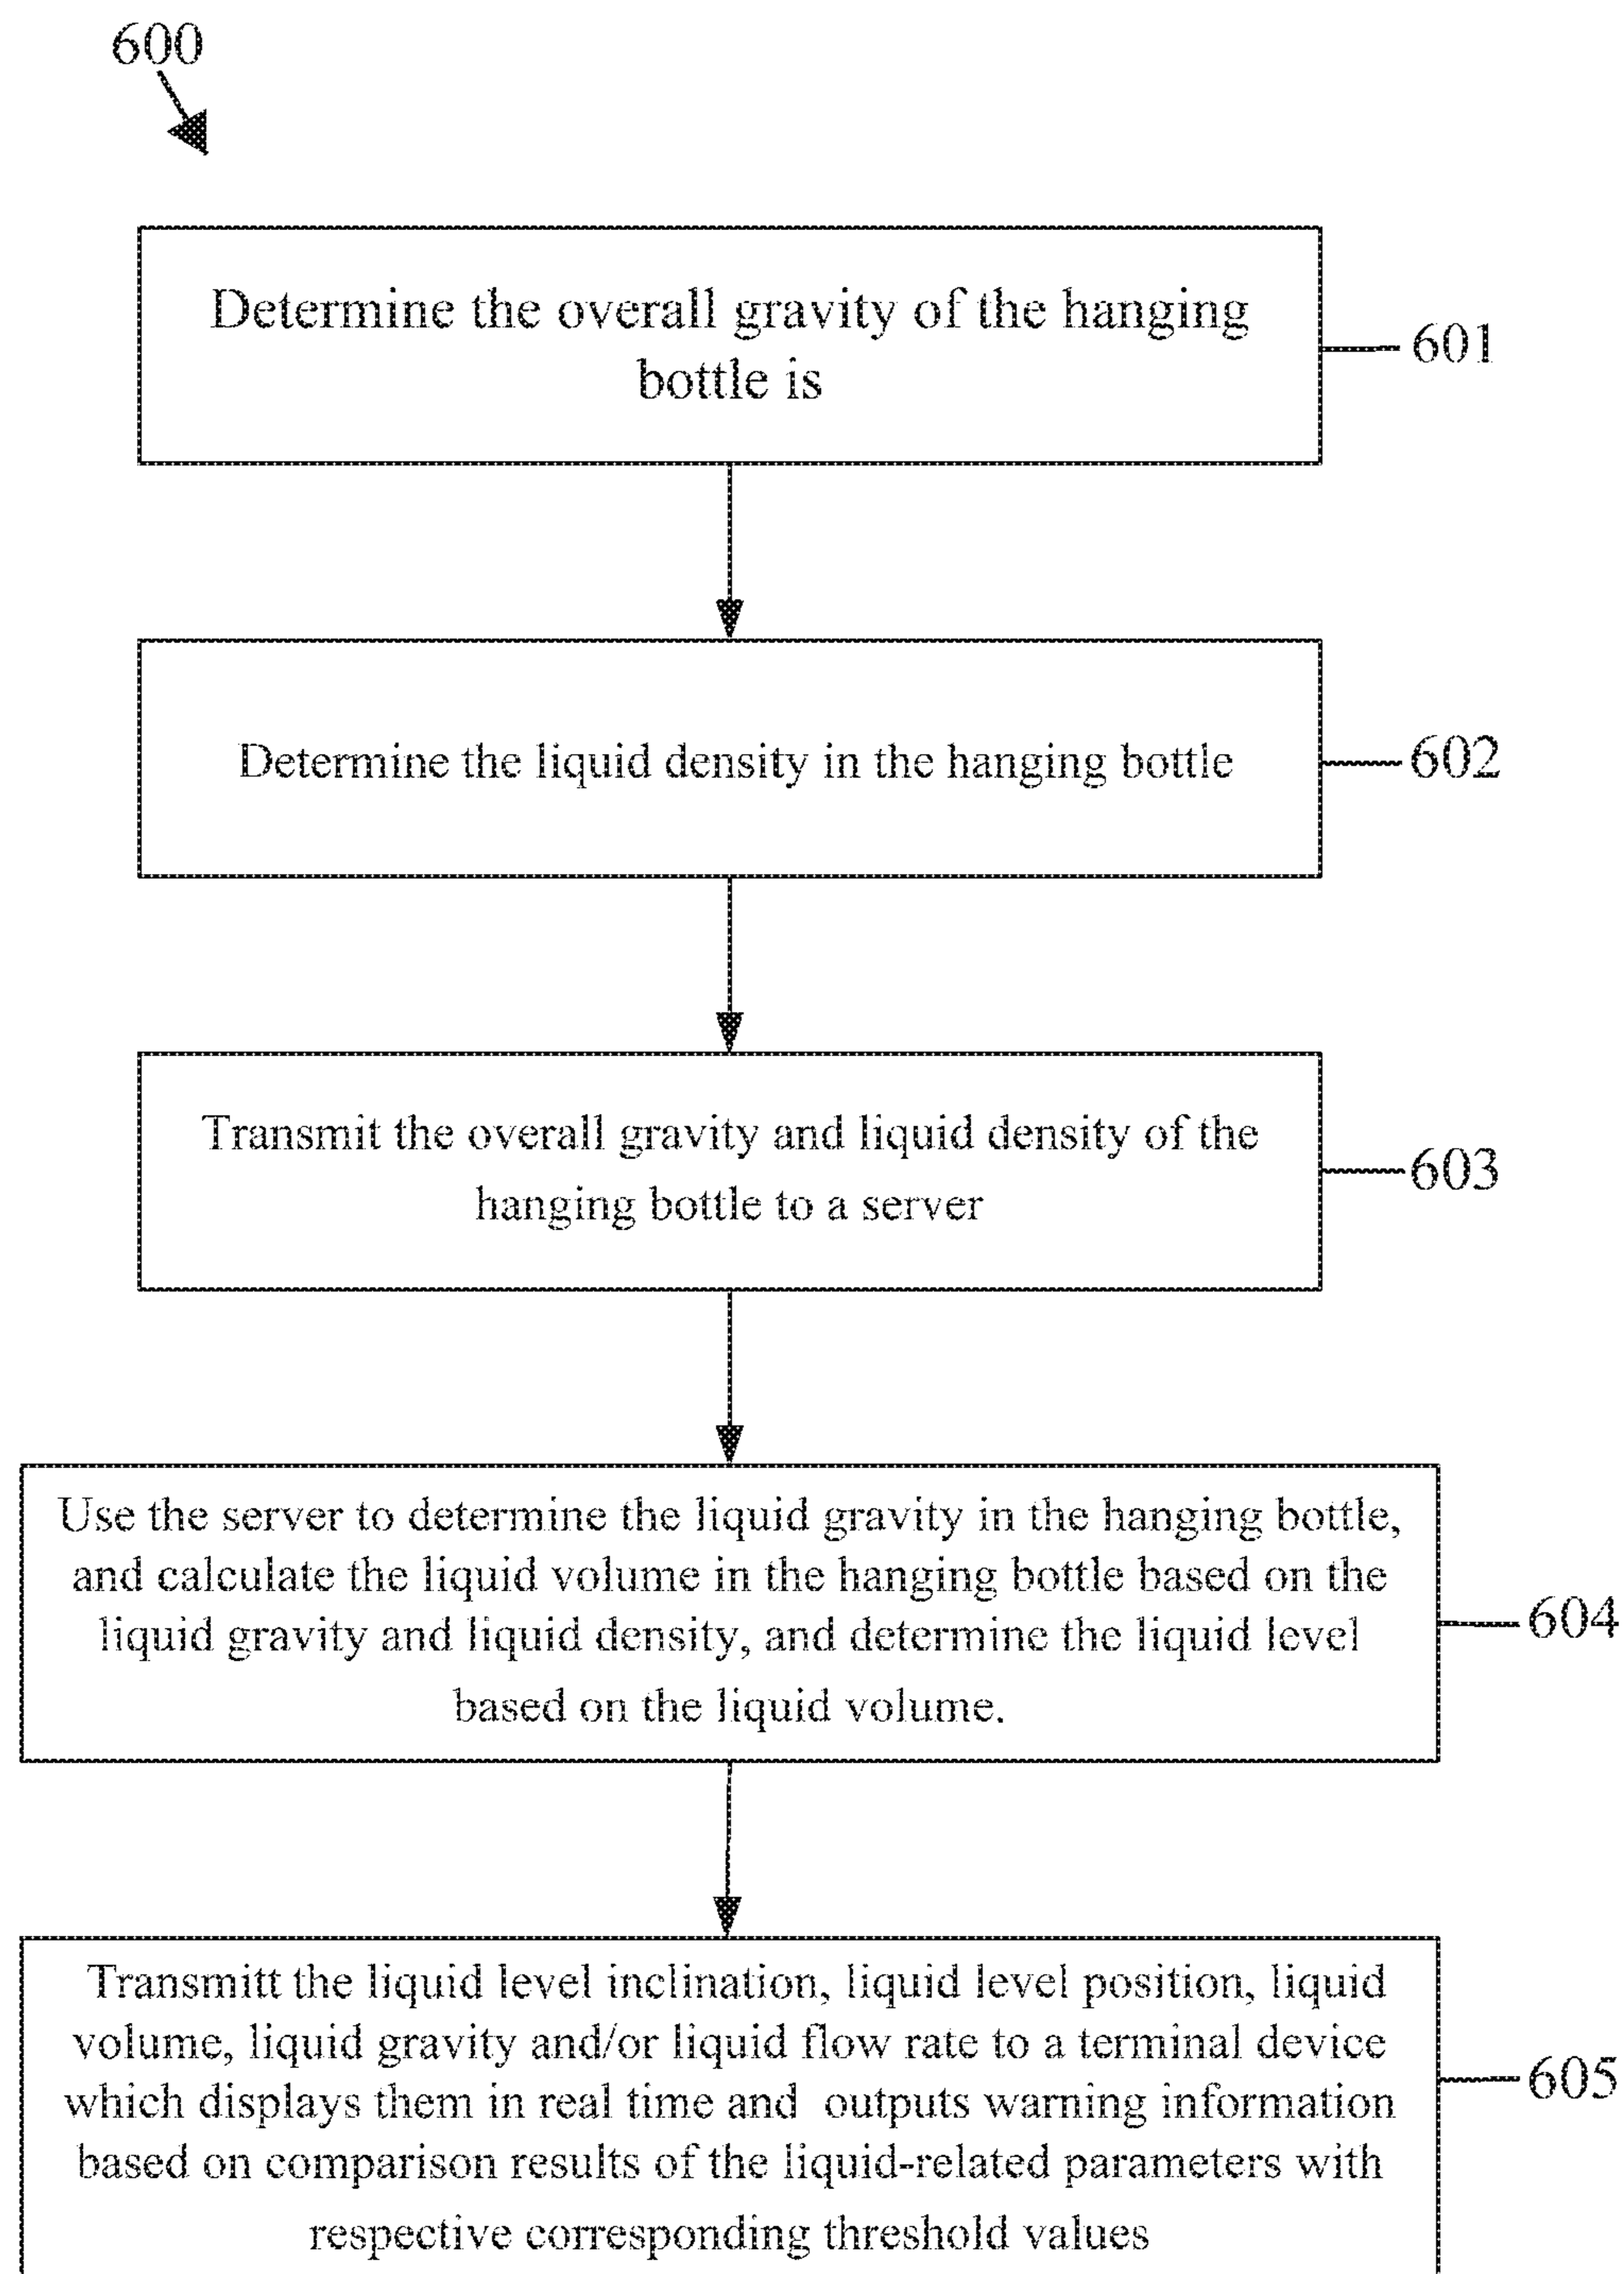 600
Determine the overall gravity of the hanging
bottle is
601
Determine the liquid density in the hanging bottle
602
Transmit the overall gravity and liquid density of the
hanging bottle to a server
603
Use the server to determine the liquid gravity in the hanging bottle,
and calculate the liquid volume in the hanging bottle based on the
liquid gravity and liquid density, and determine the liquid level
based on the liquid volume.
604
Transmitt the liquid level inclination, liquid level position, liquid
volume, liquid gravity and/or liquid flow rate to a terminal device
which displays them in real time and outputs warning information
based on comparison results of the liquid-related parameters with
respective corresponding threshold values
605